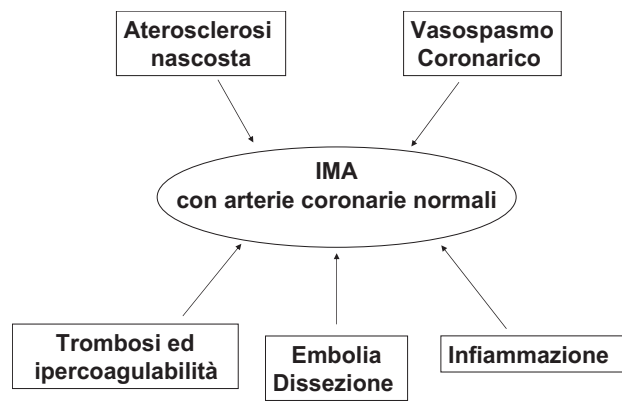 Aterosclerosi
nascosta
Vasospasmo
Coronarico
IMA
con arterie coronarie normali
Trombosi ed
ipercoagulabilità
Embolia
Dissezione
Infiammazione